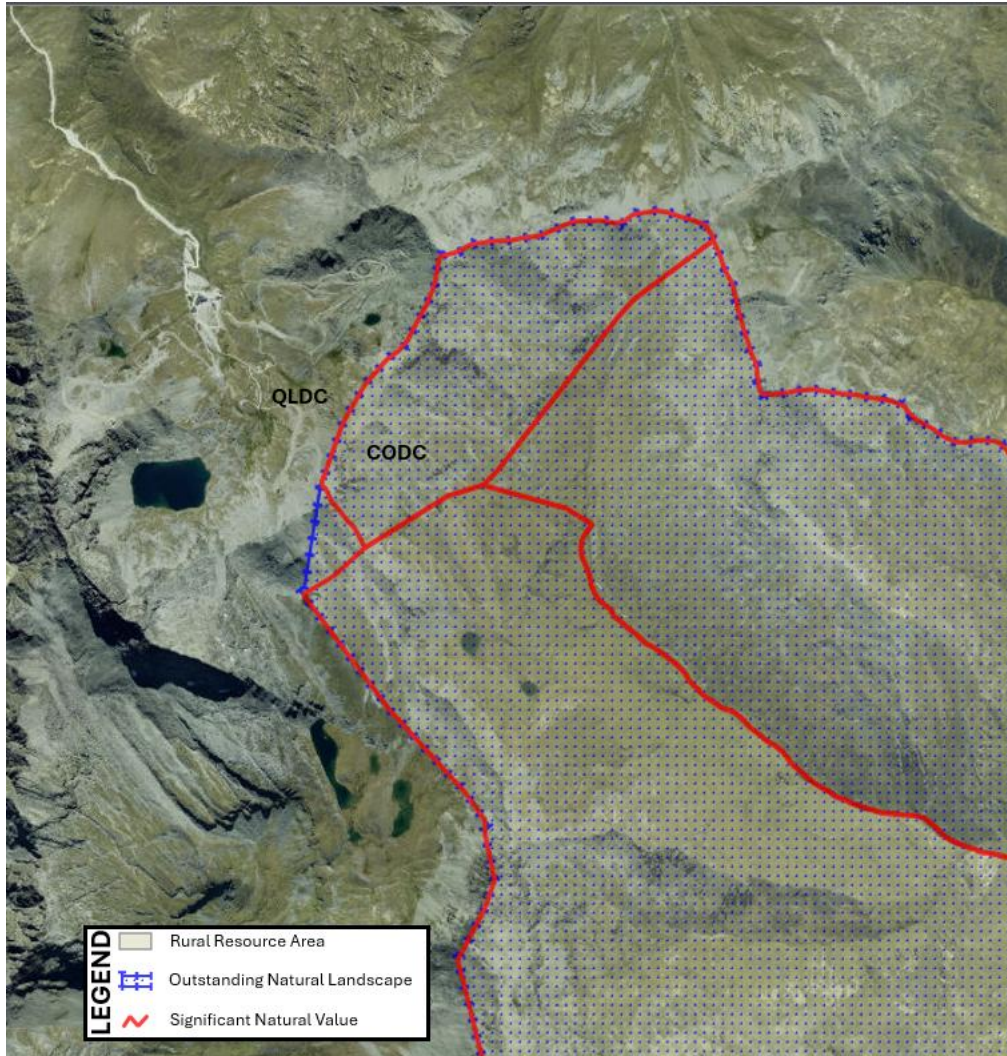 QLDC
CODC
LEGEND
Rural Resource Area
Outstanding Natural Landscape
Significant Natural Value